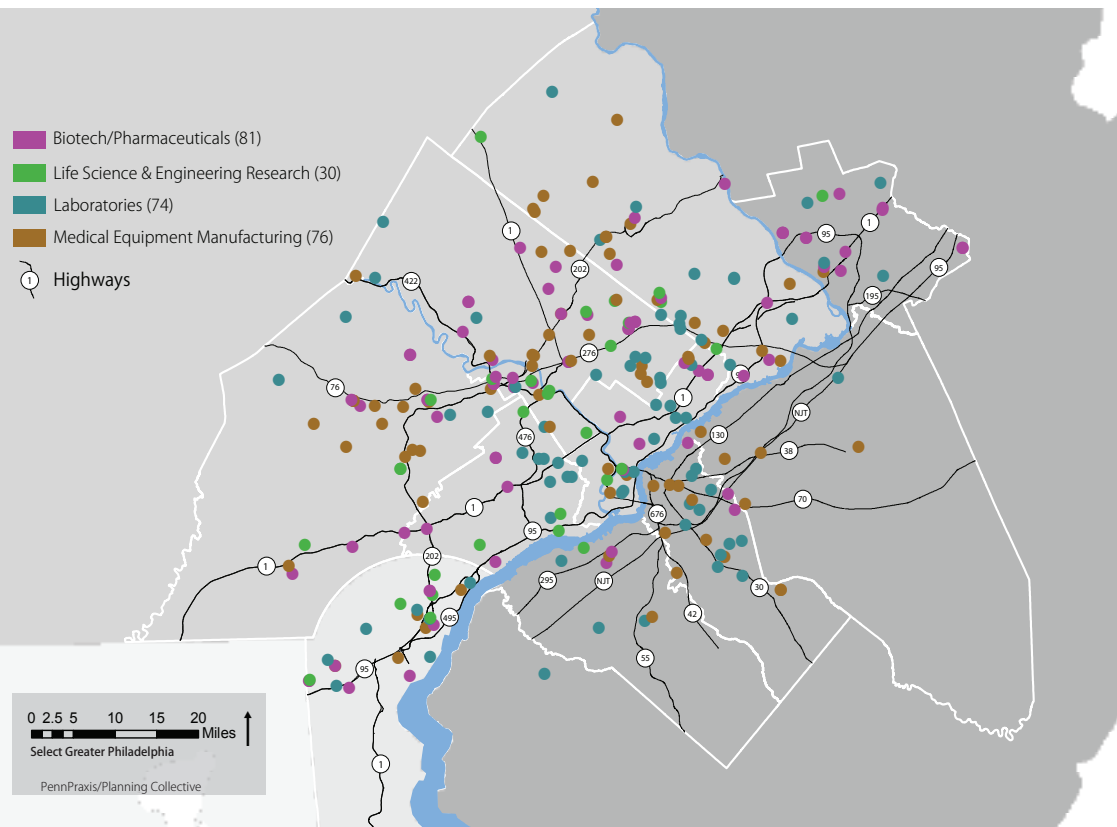 Biotech/Pharmaceuticals (81)
Life Science & Engineering Research (30)
Laboratories (74)
Medical Equipment Manufacturing (76)
1 Highways
1
1
95
202
95
422
195
276
76
9
1
NJT
476
130
38
70
1
676
95
202
1
295
NJT
30
495
42
55
95
0 2.5 5 10 15 20
Miles
Select Greater Philadelphia
1
PennPraxis/Planning Collective